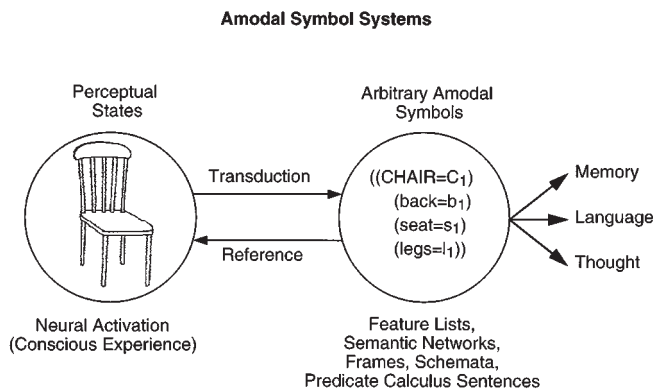 Amodal Symbol Systems
Perceptual
States
Arbitrary Amodal
Symbols
Transduction
Reference
((CHAIR=C₁)
(back=b₁)
(seat=s₁)
(legs=l₁))
Memory
Language
Thought
Neural Activation
(Conscious Experience)
Feature Lists,
Semantic Networks,
Frames, Schemata,
Predicate Calculus Sentences